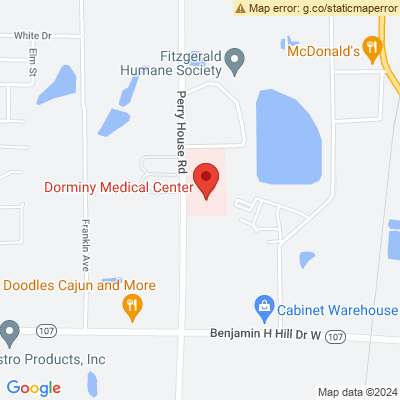 Map error: g.co/staticmaperror
White Dr
Elm St
Fitzgerald
Humane Society
McDonald's
Perry House Rd
Dorminy Medical Center
Frankin Ave
Doodles Cajun and More
Cabinet Warehouse
107
Benjamin H Hill Dr W
107
stro Products, Inc
Google
Map data ©2024